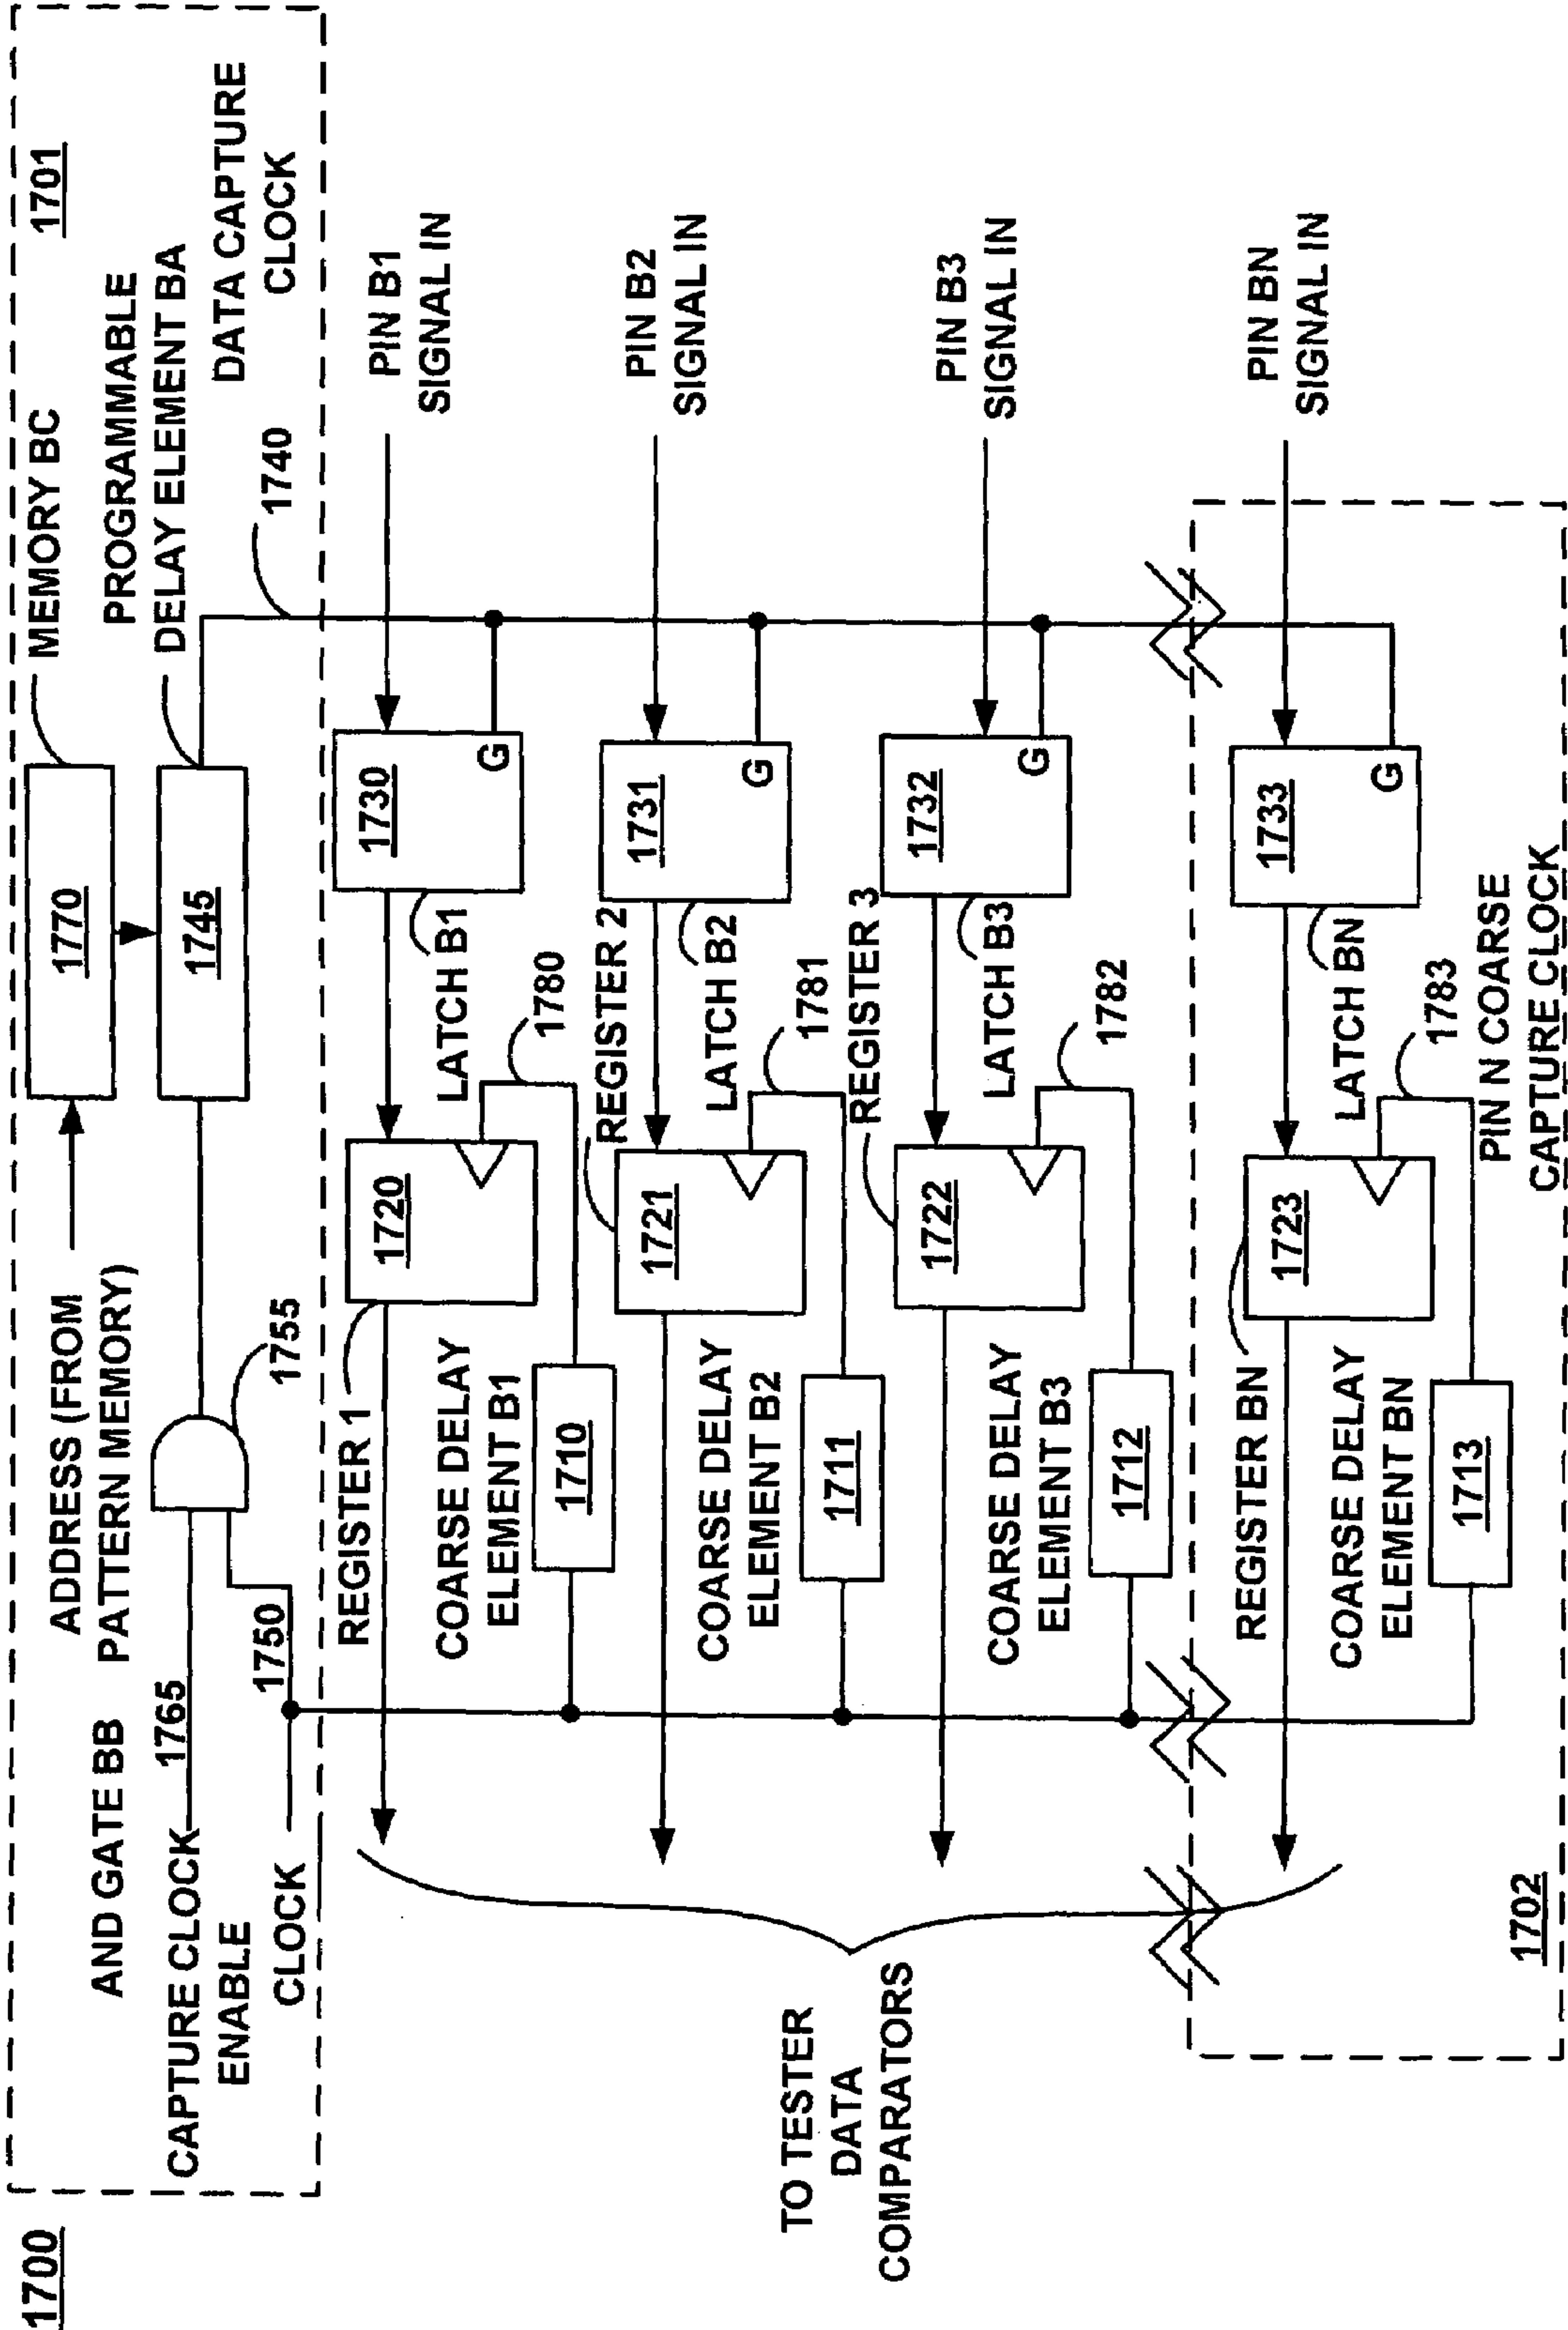 1700
1701
AND GATE BB
ADDRESS (FROM
PATTERN MEMORY)
1770
MEMORY BC
PROGRAMMABLE
DELAY ELEMENT BA
1745
CAPTURE CLOCK
ENABLE
1765
1755
DATA CAPTURE
CLOCK
CLOCK
1750
1740
REGISTER 1
1720
1730
G
PIN B1
SIGNAL IN
LATCH B1
COARSE DELAY
ELEMENT B1
1710
1780
REGISTER 2
1721
1731
G
PIN B2
SIGNAL IN
LATCH B2
COARSE DELAY
ELEMENT B2
1711
1781
REGISTER 3
1722
1732
G
PIN B3
SIGNAL IN
LATCH B3
COARSE DELAY
ELEMENT B3
1712
1782
TO TESTER
DATA
COMPARATORS
REGISTER BN
1723
1733
G
PIN BN
SIGNAL IN
LATCH BN
COARSE DELAY
ELEMENT BN
1713
1783
PIN N COARSE
CAPTURE CLOCK
1702